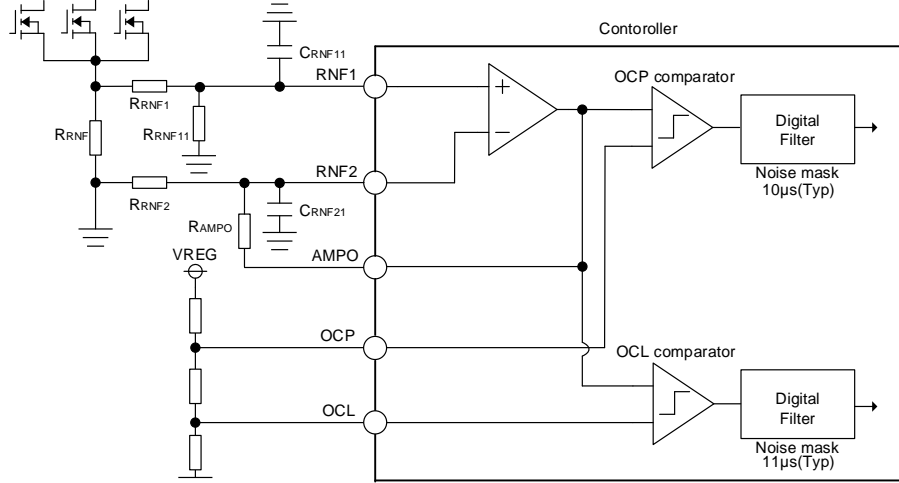 Contoroller
CRNF11
RNF1
OCP comparator
RRNF1
RRNF11
Digital
Filter
RRNF
RNF2
Noise mask
10µs(Typ)
RRNF2
CRNF21
RAMPO
VREG
AMPO
OCP
OCL comparator
OCL
Digital
Filter
Noise mask
11µs(Typ)